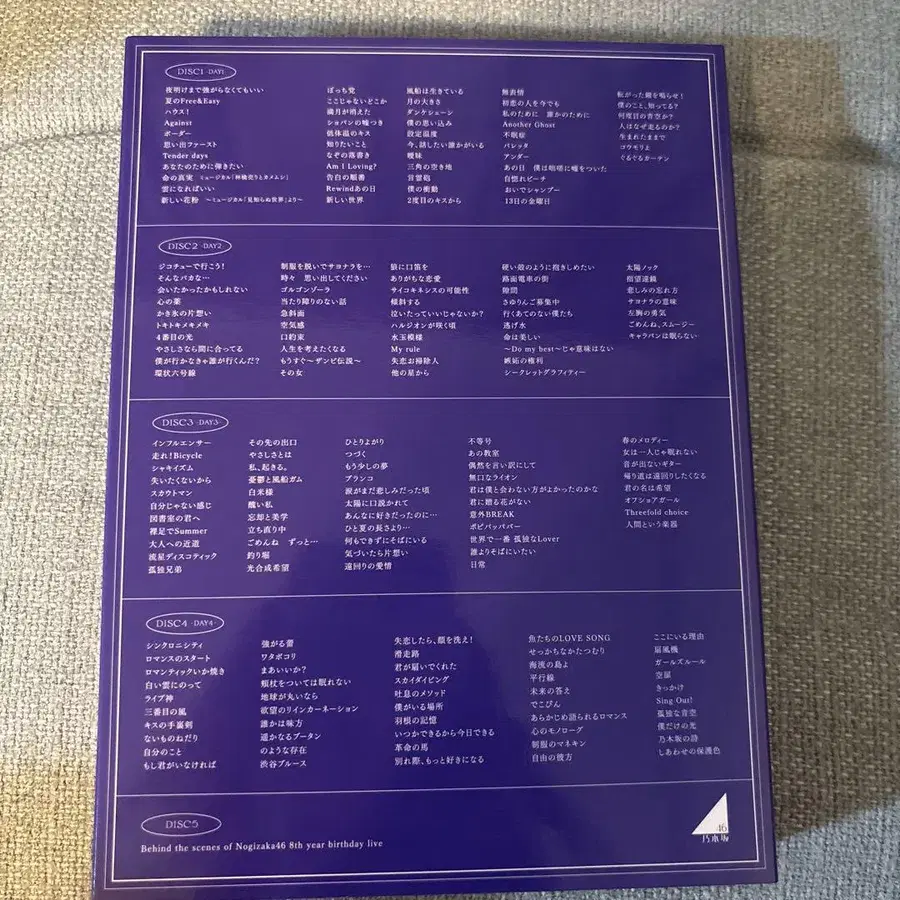 DISC1 -DAY1-
夜明けまで強がらなくてもいい
夏のFree&Easy
ハウス!
Against
ボーダー
思い出ファースト
Tender days
あなたのために弾きたい
命の真実 ミュージカル「林檎売りとカメムシ」
雲になればいい
新しい花粉 ～ミュージカル「見知らぬ世界」より～
ぼっち党
ここじゃないどこか
満月が消えた
ショパンの嘘つき
低体温のキス
知りたいこと
なぞの落書き
Am I Loving?
告白の順番
Rewindあの日
新しい世界
風船は生きている
月の大きさ
ダンケシェーン
僕の思い込み
設定温度
今、話したい誰かがいる
曖昧
三角の空き地
言霊砲
僕の衝動
2度目のキスから
無表情
初恋の人を今でも
私のために 誰かのために
Another Ghost
不眠症
バレッタ
アンダー
あの日 僕は咄嗟に嘘をついた
自惚れビーチ
おいでシャンプー
13日の金曜日
転がった鐘を鳴らせ!
僕のこと、知ってる?
何度目の青空か?
人はなぜ走るのか?
生まれたままで
コウモリよ
ぐるぐるカーテン
DISC2 -DAY2-
ジコチューで行こう!
そんなバカな…
会いたかったかもしれない
心の薬
かき氷の片想い
トキトキメキメキ
4番目の光
やさしさなら間に合ってる
僕が行かなきゃ誰が行くんだ?
環状六号線
制服を脱いでサヨナラを…
時々 思い出してください
ゴルゴンゾーラ
当たり障りのない話
急斜面
空気感
口約束
人生を考えたくなる
もうすぐ～ザンビ伝説～
その女
狼に口笛を
ありがちな恋愛
サイコキネシスの可能性
傾斜する
泣いたっていいじゃないか?
ハルジオンが咲く頃
水玉模様
My rule
失恋お掃除人
他の星から
硬い殻のように抱きしめたい
路面電車の街
隙間
さゆりんご募集中
行くあてのない僕たち
逃げ水
命は美しい
～Do my best～じゃ意味はない
嫉妬の権利
シークレットグラフィティー
太陽ノック
指望遠鏡
悲しみの忘れ方
サヨナラの意味
左胸の勇気
ごめんね、スムージー
キャラバンは眠らない
DISC3 -DAY3-
インフルエンサー
走れ!Bicycle
シャキイズム
失いたくないから
スカウトマン
自分じゃない感じ
図書室の君へ
裸足でSummer
大人への近道
流星ディスコティック
孤独兄弟
その先の出口
やさしさとは
私、起きる。
憂鬱と風船ガム
白米様
醜い私
忘却と美学
立ち直り中
ごめんね ずっと…
釣り堀
光合成希望
ひとりよがり
つづく
もう少しの夢
ブランコ
涙がまだ悲しみだった頃
太陽に口説かれて
あんなに好きだったのに…
ひと夏の長さより…
何もできずにそばにいる
気づいたら片想い
遠回りの愛情
不等号
あの教室
偶然を言い訳にして
無口なライオン
君は僕と会わない方がよかったのかな
君に贈る花がない
意外BREAK
ポピパッパパー
世界で一番 孤独なLover
誰よりそばにいたい
日常
春のメロディー
女は一人じゃ眠れない
音が出ないギター
帰り道は遠回りしたくなる
君の名は希望
オフショアガール
Threefold choice
人間という楽器
DISC4 -DAY4-
シンクロニシティ
ロマンスのスタート
ロマンティックいか焼き
白い雲にのって
ライブ神
三番目の風
キスの手裏剣
ないものねだり
自分のこと
もし君がいなければ
強がる蕾
ワタボコリ
まあいいか?
頬杖をついては眠れない
地球が丸いなら
欲望のリインカーネーション
誰かは味方
遥かなるブータン
のような存在
渋谷ブルース
失恋したら、顔を洗え!
滑走路
君が扇いでくれた
スカイダイビング
吐息のメソッド
僕がいる場所
羽根の記憶
いつかできるから今日できる
革命の馬
別れ際、もっと好きになる
魚たちのLOVE SONG
せっかちなかたつむり
海流の島よ
平行線
未来の答え
でこぴん
あらかじめ語られるロマンス
心のモノローグ
制服のマネキン
自由の彼方
ここにいる理由
扇風機
ガールズルール
空扉
きっかけ
Sing Out!
孤独な青空
僕だけの光
乃木坂の詩
しあわせの保護色
DISC5
Behind the scenes of Nogizaka46 8th year birthday live
46
乃木坂